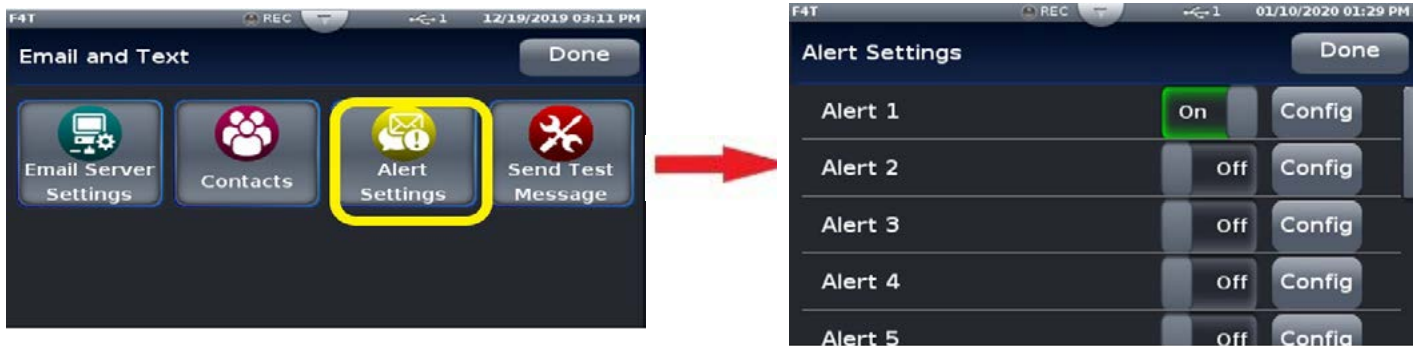 F4T REC 1 12/19/2019 03:11 PM
Email and Text Done
Email Server Settings
Contacts
Alert Settings
Send Test Message
F4T REC 1 01/10/2020 01:29 PM
Alert Settings Done
Alert 1 On Config
Alert 2 Off Config
Alert 3 Off Config
Alert 4 Off Config
Alert 5 Off Config